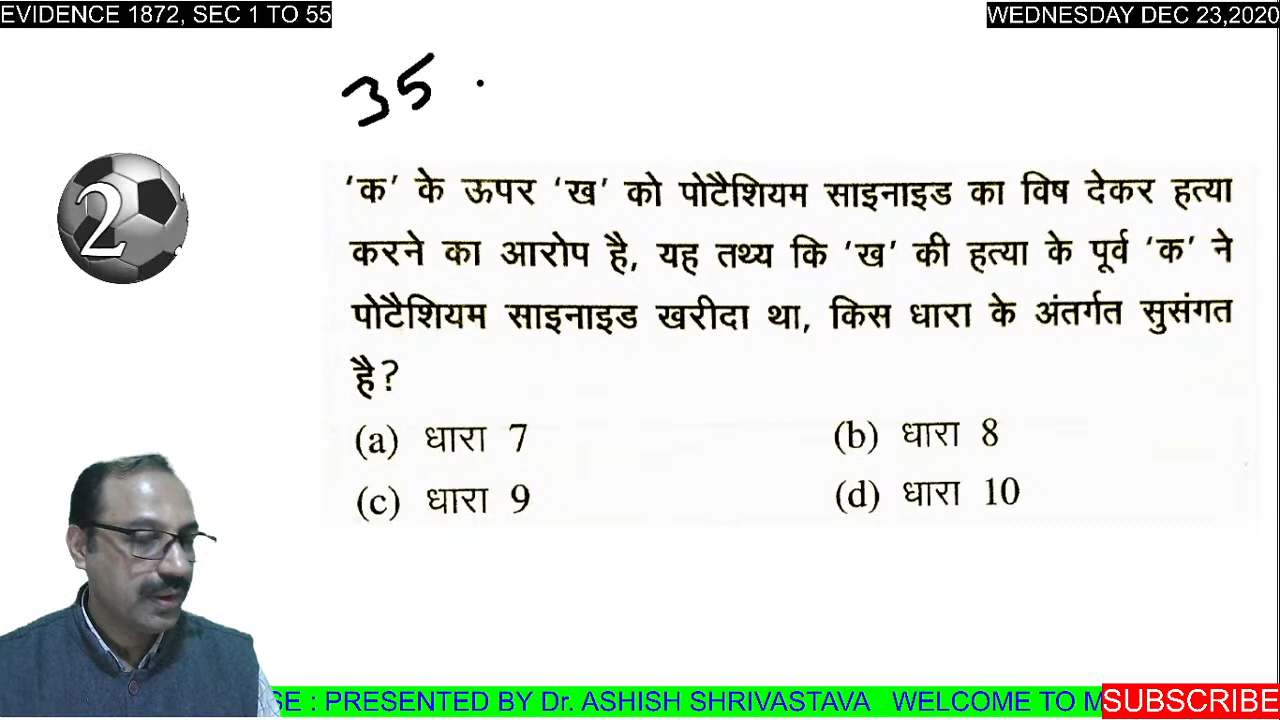 EVIDENCE 1872, SEC 1 TO 55
WEDNESDAY DEC 23,2020
35 .
2
'क' के ऊपर 'ख' को पोटैशियम साइनाइड का विष देकर हत्या
करने का आरोप है, यह तथ्य कि 'ख' की हत्या के पूर्व 'क' ने
पोटैशियम साइनाइड खरीदा था, किस धारा के अंतर्गत सुसंगत
है?
(a) धारा 7
(b) धारा 8
(c) धारा 9
(d) धारा 10
SE : PRESENTED BY Dr. ASHISH SHRIVASTAVA WELCOME TO M
SUBSCRIBE